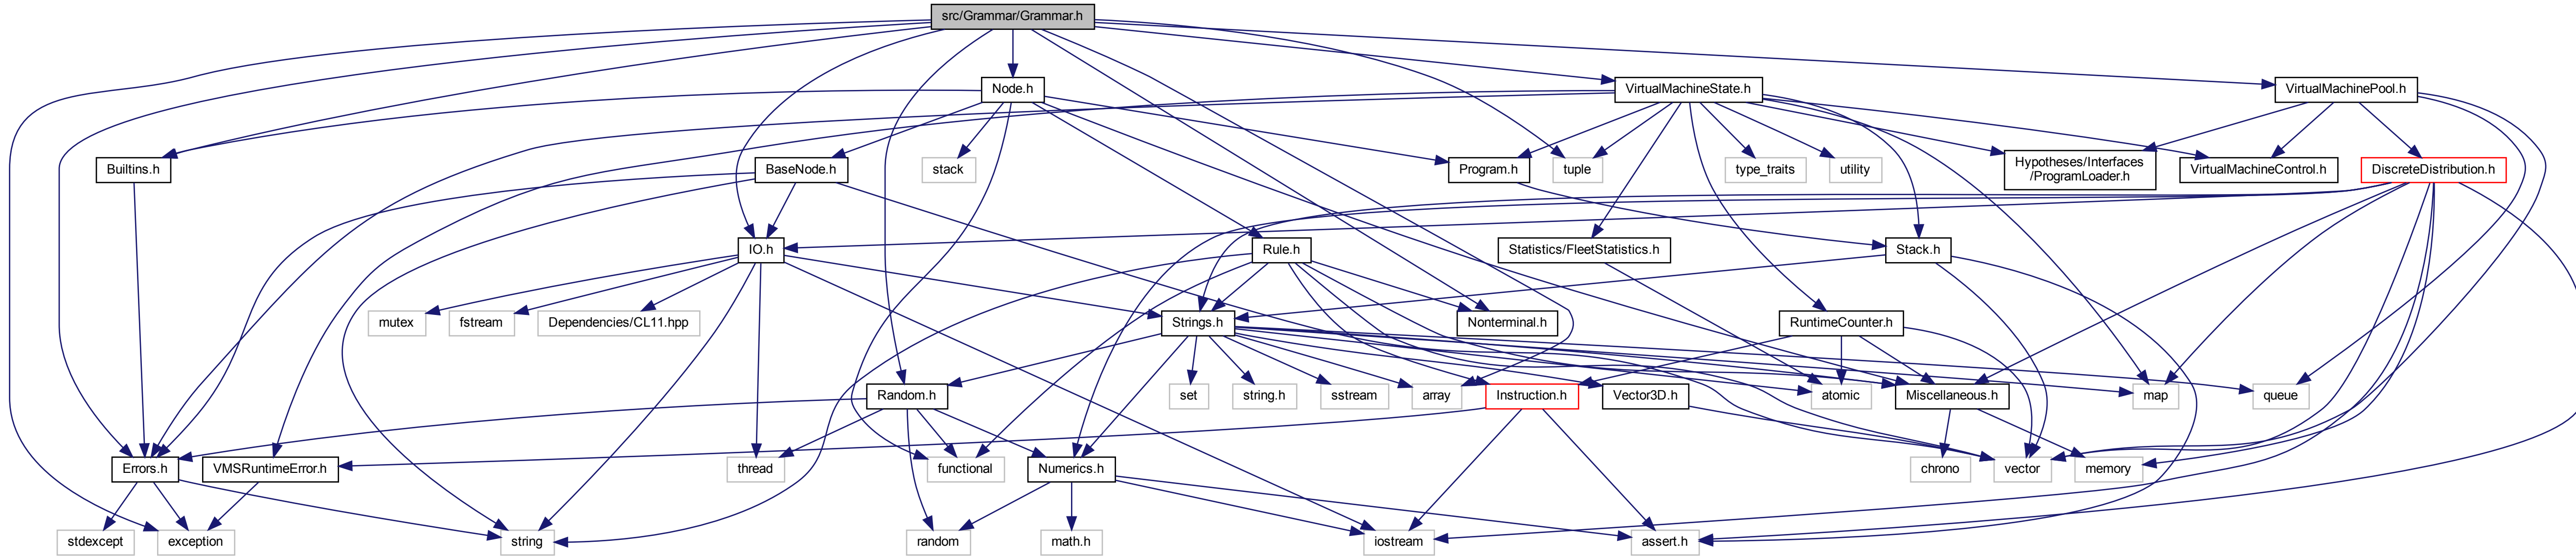 src/Grammar/Grammar.h
Node.h
VirtualMachineState.h
VirtualMachinePool.h
Builtins.h
BaseNode.h
stack
Program.h
tuple
type_traits
utility
Hypotheses/Interfaces
/ProgramLoader.h
VirtualMachineControl.h
DiscreteDistribution.h
IO.h
Rule.h
Statistics/FleetStatistics.h
Stack.h
mutex
fstream
Dependencies/CL11.hpp
Strings.h
Nonterminal.h
RuntimeCounter.h
Random.h
set
string.h
sstream
array
Instruction.h
Vector3D.h
atomic
Miscellaneous.h
map
queue
Errors.h
VMSRuntimeError.h
thread
functional
Numerics.h
chrono
vector
memory
stdexcept
exception
string
random
math.h
iostream
assert.h